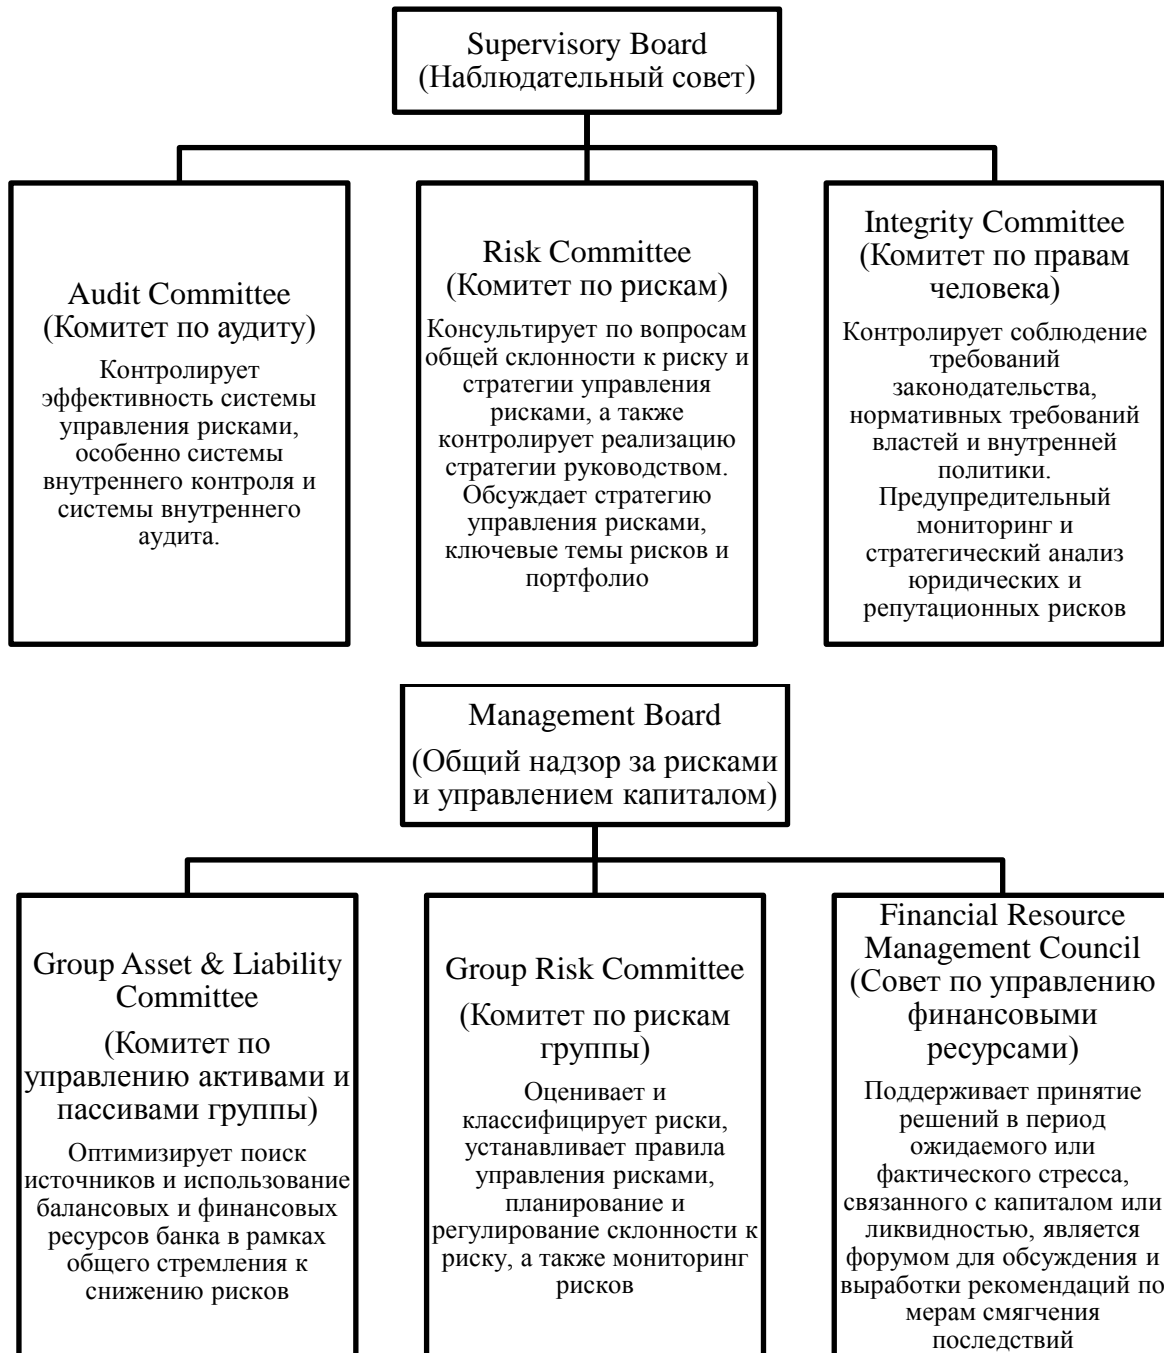 Supervisory Board
(Наблюдательный совет)
Audit Committee
(Комитет по аудиту)
Контролирует
эффективность системы
управления рисками,
особенно системы
внутреннего контроля и
системы внутреннего
аудита.
Risk Committee
(Комитет по рискам)
Консультирует по вопросам
общей склонности к риску и
стратегии управления
рисками, а также
контролирует реализацию
стратегии руководством.
Обсуждает стратегию
управления рисками,
ключевые темы рисков и
портфолио
Integrity Committee
(Комитет по правам
человека)
Контролирует соблюдение
требований
законодательства,
нормативных требований
властей и внутренней
политики.
Предупредительный
мониторинг и
стратегический анализ
юридических и
репутационных рисков
Management Board
(Общий надзор за рисками
и управлением капиталом)
Group Asset & Liability
Committee
(Комитет по
управлению активами и
пассивами группы)
Оптимизирует поиск
источников и использование
балансовых и финансовых
ресурсов банка в рамках
общего стремления к
снижению рисков
Group Risk Committee
(Комитет по рискам
группы)
Оценивает и
классифицирует риски,
устанавливает правила
управления рисками,
планирование и
регулирование склонности к
риску, а также мониторинг
рисков
Financial Resource
Management Council
(Совет по управлению
финансовыми
ресурсами)
Поддерживает принятие
решений в период
ожидаемого или
фактического стресса,
связанного с капиталом или
ликвидностью, является
форумом для обсуждения и
выработки рекомендаций по
мерам смягчения
последствий